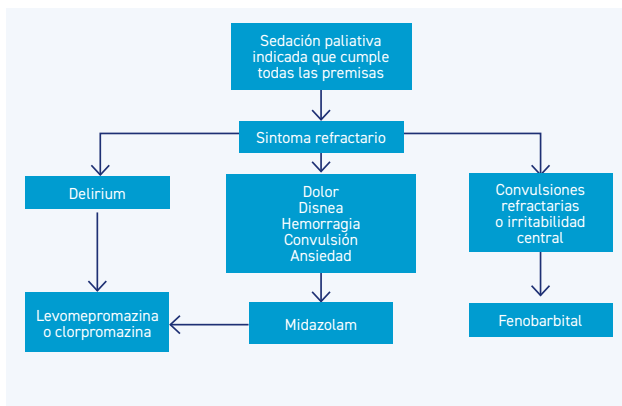 Sedación paliativa
indicada que cumple
todas las premisas
Sintoma refractario
Delirium
Dolor
Disnea
Hemorragia
Convulsión
Ansiedad
Convulsiones
refractarias
o irritabilidad
central
Levomepromazina
o clorpromazina
Midazolam
Fenobarbital